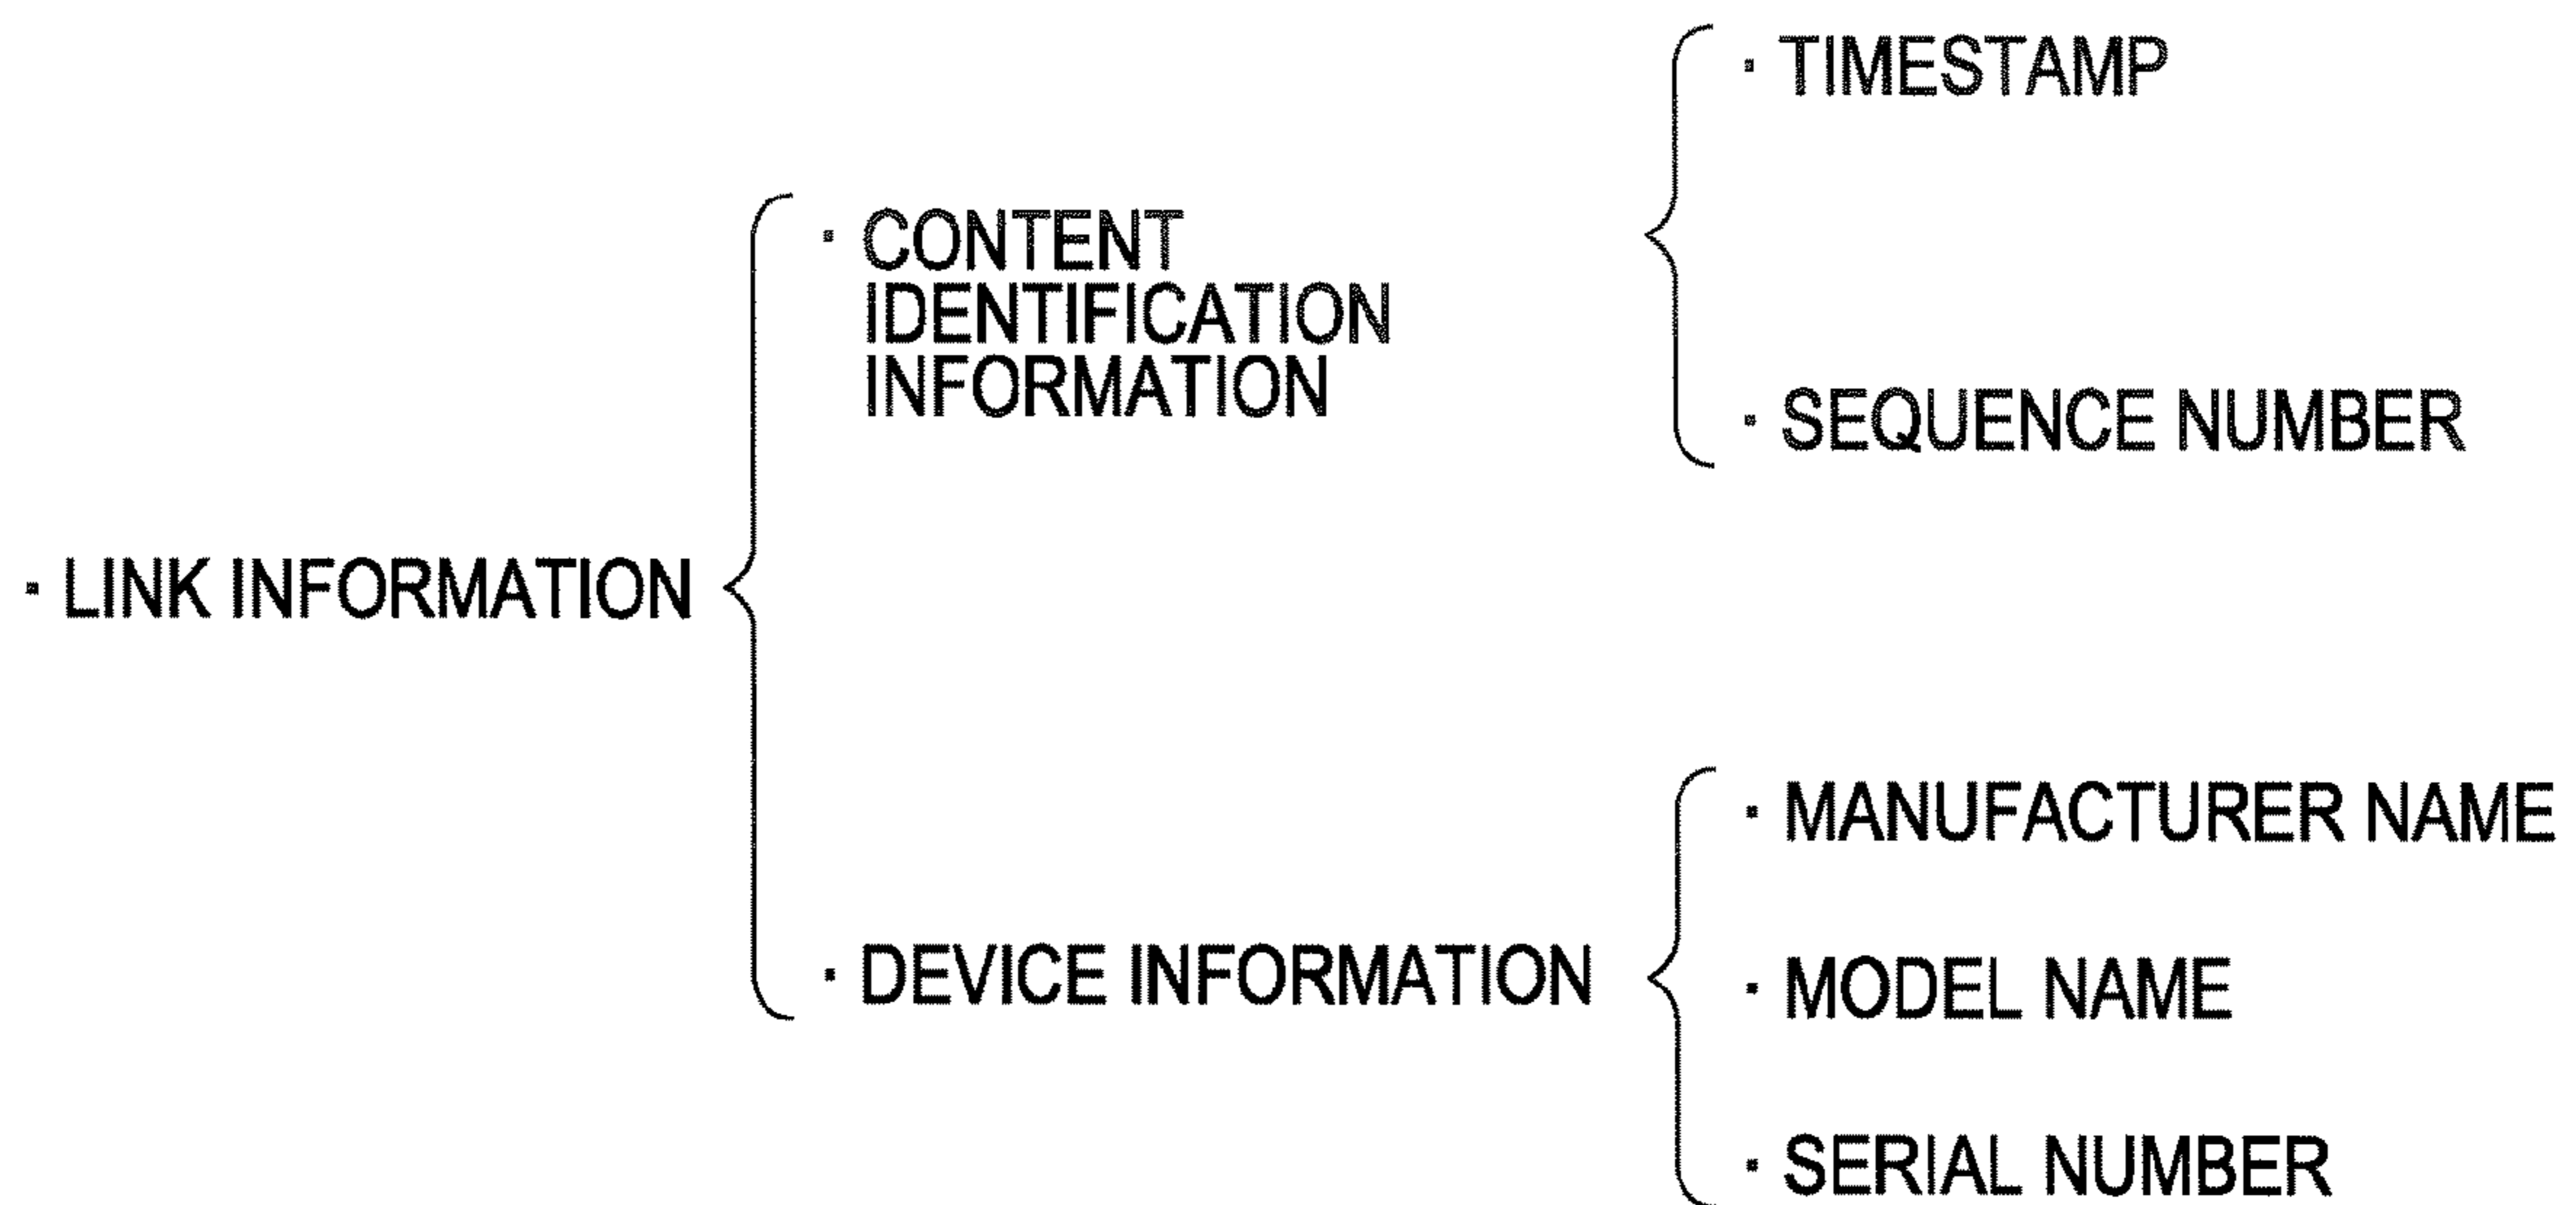 · LINK INFORMATION
· CONTENT
IDENTIFICATION
INFORMATION
· TIMESTAMP
· SEQUENCE NUMBER
· DEVICE INFORMATION
· MANUFACTURER NAME
· MODEL NAME
· SERIAL NUMBER